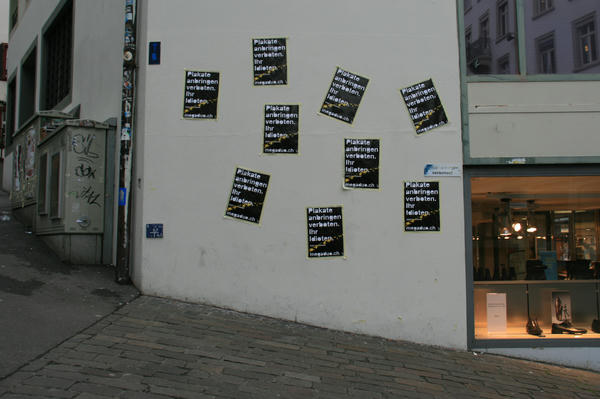 Plakate
anbringen
verboten.
Ihr
Idioten.
megadue.ch
Plakate
anbringen
verboten.
Ihr
Idioten.
megadue.ch
Plakate
anbringen
verboten.
Ihr
Idioten.
megadue.ch
Plakate
anbringen
verboten.
Ihr
Idioten.
megadue.ch
Plakate
anbringen
verboten.
Ihr
Idioten.
megadue.ch
Plakate
anbringen
verboten.
Ihr
Idioten.
megadue.ch
Plakate
anbringen
verboten.
Ihr
Idioten.
megadue.ch
Plakate
anbringen
verboten.
Ihr
Idioten.
megadue.ch
Plakate
anbringen
verboten.
Ihr
Idioten.
megadue.ch